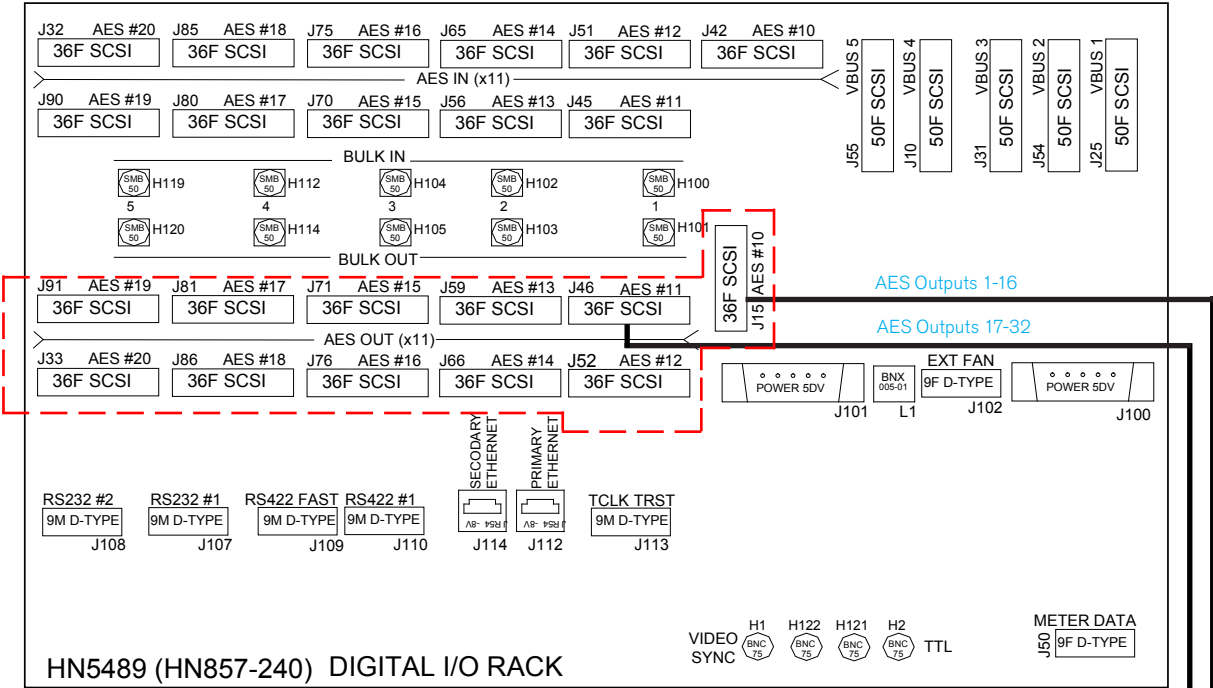 J32 AES #20 J85 AES #18 J75 AES #16 J65 AES #14 J51 AES #12 J42 AES #10
36F SCSI 36F SCSI 36F SCSI 36F SCSI 36F SCSI 36F SCSI
AES IN (x11)
J90 AES #19 J80 AES #17 J70 AES #15 J56 AES #13 J45 AES #11
36F SCSI 36F SCSI 36F SCSI 36F SCSI 36F SCSI
J55 VBUS 5 50F SCSI
J10 VBUS 4 50F SCSI
J31 VBUS 3 50F SCSI
J54 VBUS 2 50F SCSI
J25 VBUS 1 50F SCSI
BULK IN
SMB 50 H119 SMB 50 H112 SMB 50 H104 SMB 50 H102 SMB 50 H100
5 4 3 2 1
SMB 50 H120 SMB 50 H114 SMB 50 H105 SMB 50 H103 SMB 50 H101
BULK OUT
36F SCSI
J15 AES #10
J91 AES #19 J81 AES #17 J71 AES #15 J59 AES #13 J46 AES #11
36F SCSI 36F SCSI 36F SCSI 36F SCSI 36F SCSI
AES Outputs 1-16
AES Outputs 17-32
AES OUT (x11)
J33 AES #20 J86 AES #18 J76 AES #16 J66 AES #14 J52 AES #12
36F SCSI 36F SCSI 36F SCSI 36F SCSI 36F SCSI
POWER 5DV
J101
BNX
005-01
L1
EXT FAN
9F D-TYPE
J102
POWER 5DV
J100
SECODARY
ETHERNET
PRIMARY
ETHERNET
RS232 #2 RS232 #1 RS422 FAST RS422 #1 TCLK TRST
9M D-TYPE 9M D-TYPE 9M D-TYPE 9M D-TYPE JR54 -8V JR54 -8V 9M D-TYPE
J108 J107 J109 J110 J114 J112 J113
VIDEO
SYNC
H1 H122 H121 H2
BNC 75 BNC 75 BNC 75 BNC 75
TTL
METER DATA
J50 9F D-TYPE
HN5489 (HN857-240) DIGITAL I/O RACK